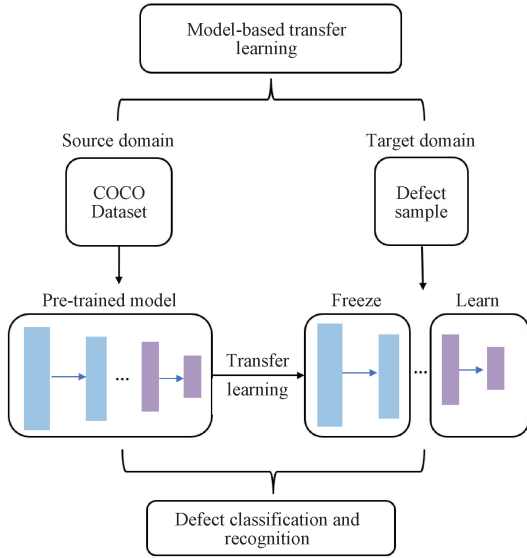 Model-based transfer
learning
Source domain
Target domain
COCO
Dataset
Defect
sample
Pre-trained model
Freeze
Learn
...
Transfer
learning
...
Defect classification and
recognition